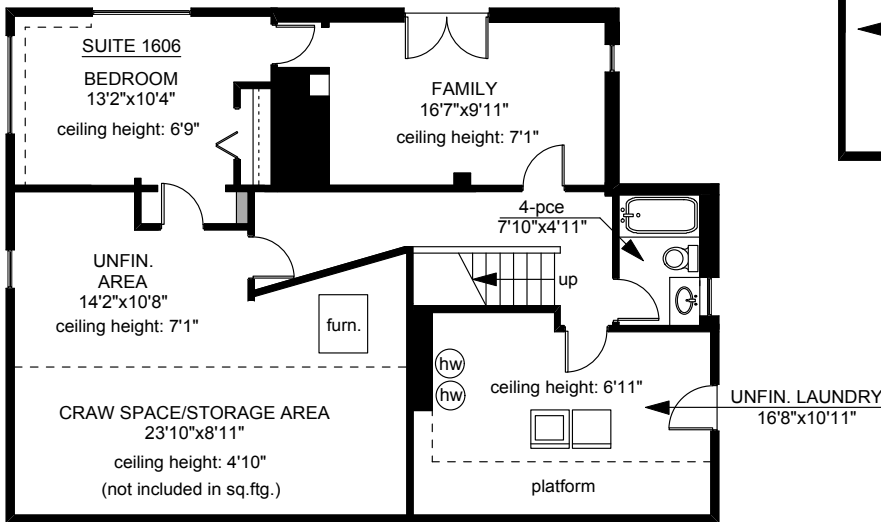 SUITE 1606
BEDROOM
13'2"x10'4"
ceiling height: 6'9"
FAMILY
16'7"x9'11"
ceiling height: 7'1"
4-pce
7'10"x4'11"
UNFIN.
AREA
14'2"x10'8"
ceiling height: 7'1"
up
furn.
hw
hw
ceiling height: 6'11"
UNFIN. LAUNDRY
16'8"x10'11"
CRAW SPACE/STORAGE AREA
23'10"x8'11"
ceiling height: 4'10"
(not included in sq.ftg.)
platform